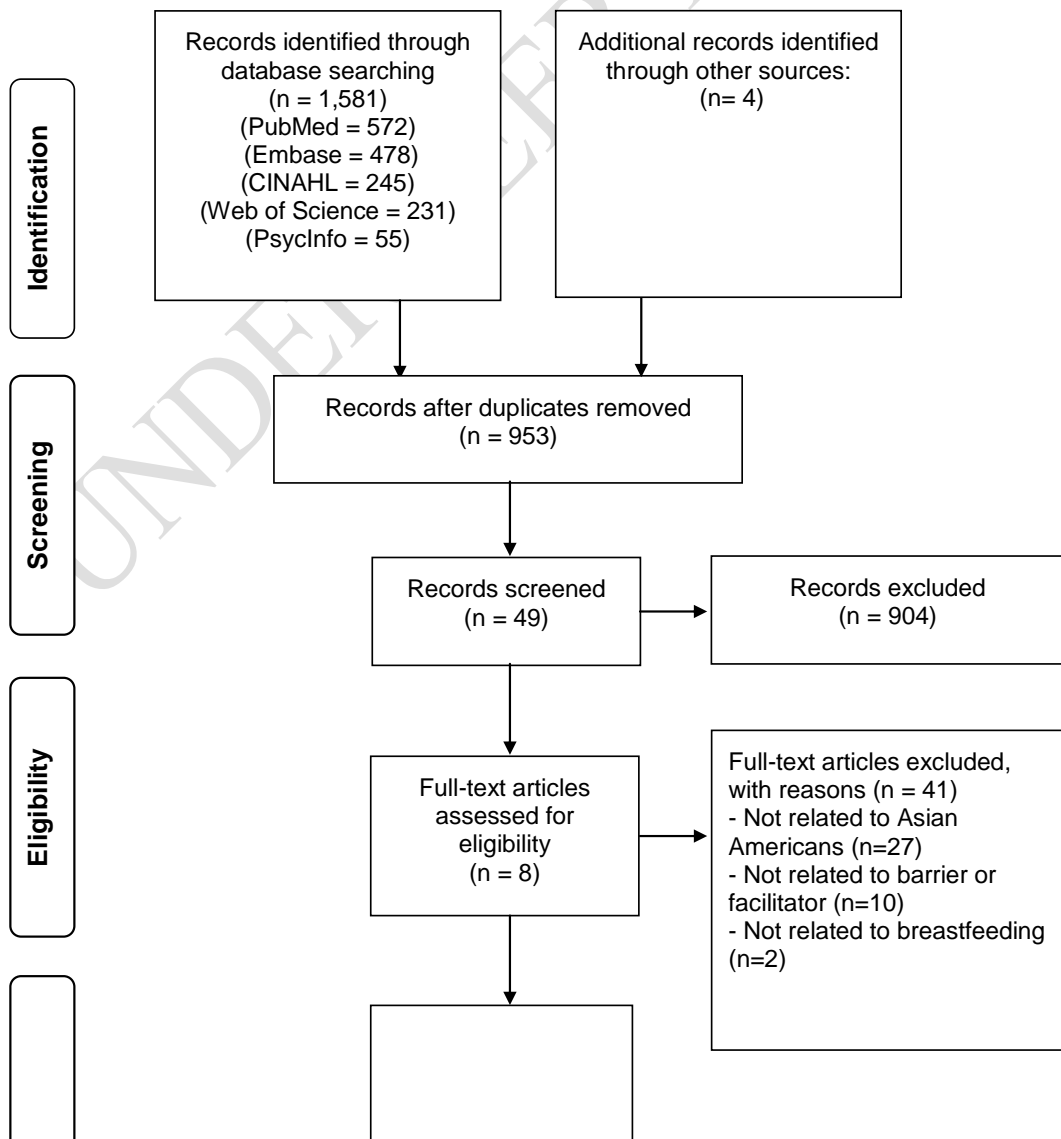 Records identified through
database searching
(n = 1,581)
(PubMed = 572)
(Embase = 478)
(CINAHL = 245)
(Web of Science = 231)
(PsycInfo = 55)
Additional records identified
through other sources:
(n= 4)
Identification
Records after duplicates removed
(n = 953)
Screening
Records screened
(n = 49)
Records excluded
(n = 904)
Eligibility
Full-text articles
assessed for
eligibility
(n = 8)
Full-text articles excluded,
with reasons (n = 41)
- Not related to Asian
Americans (n=27)
- Not related to barrier or
facilitator (n=10)
- Not related to breastfeeding
(n=2)